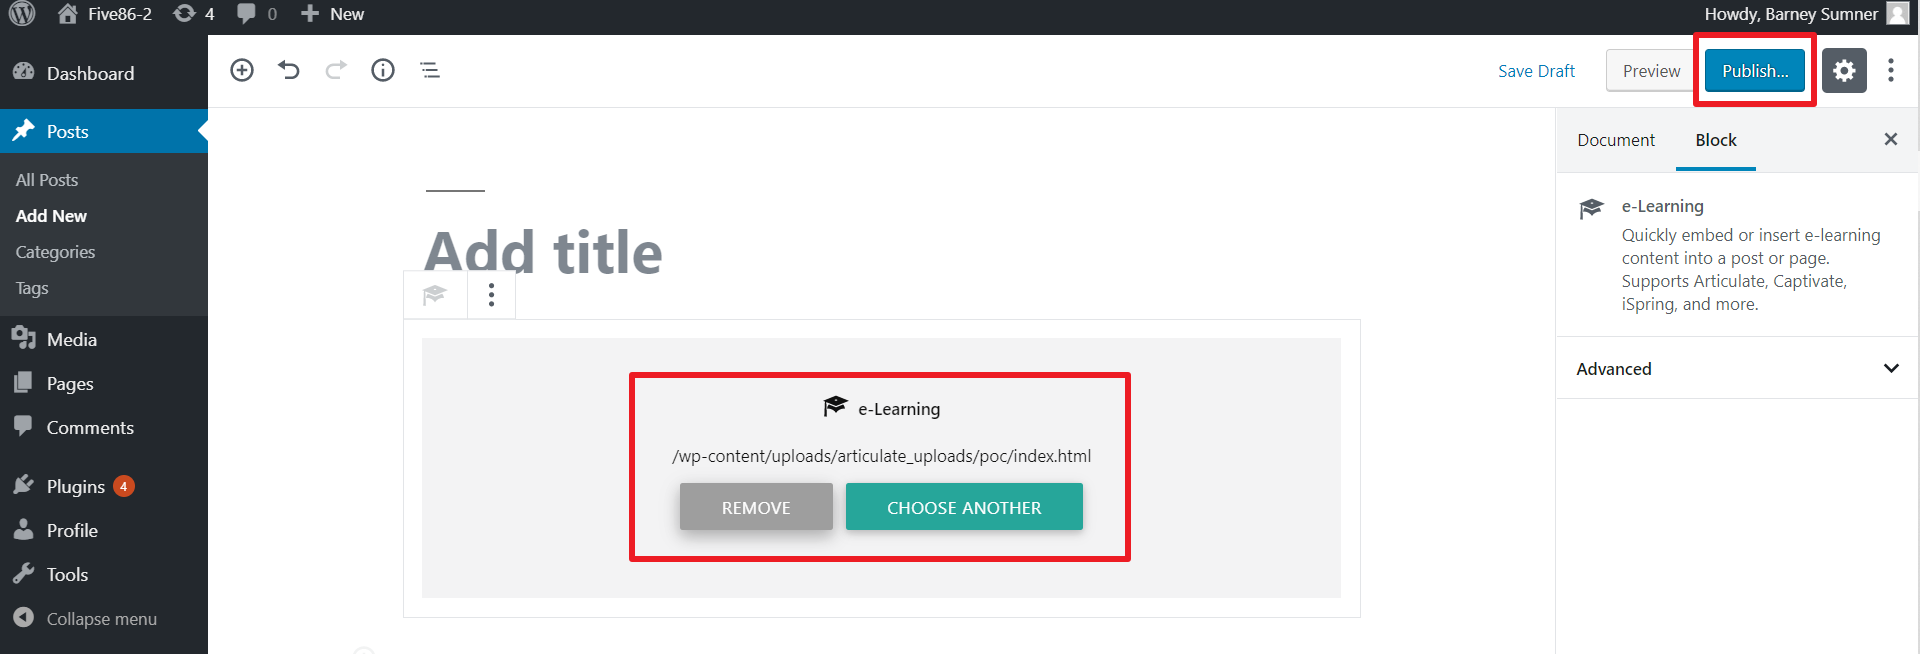 Five86-2 4 0 New Howdy, Barney Sumner
Dashboard
Posts
All Posts
Add New
Categories
Tags
Media
Pages
Comments
Plugins 4
Profile
Tools
Collapse menu
Save Draft Preview Publish...
Add title
e-Learning
/wp-content/uploads/articulate_uploads/poc/index.html
REMOVE CHOOSE ANOTHER
Document Block
e-Learning
Quickly embed or insert e-learning
content into a post or page.
Supports Articulate, Captivate,
iSpring, and more.
Advanced